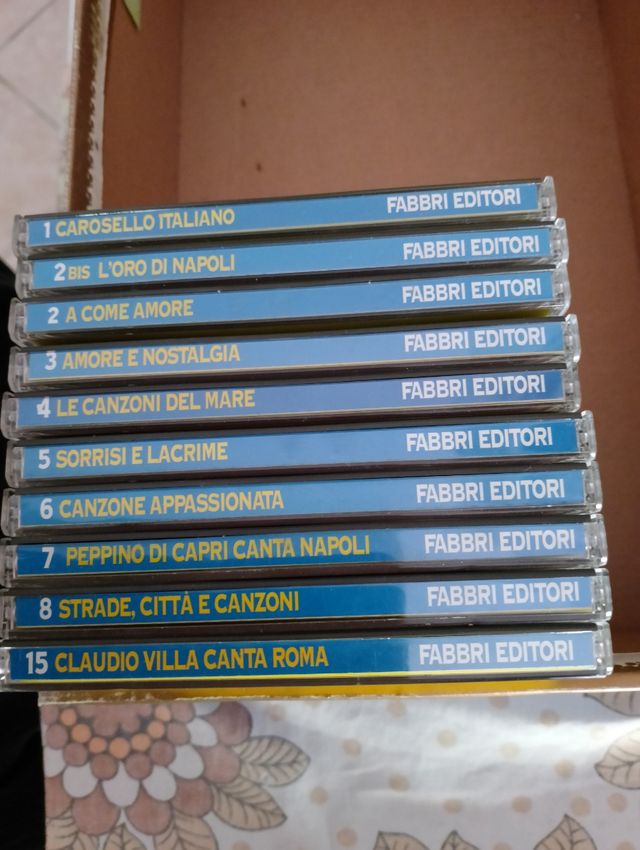 1 CAROSELLO ITALIANO FABBRI EDITORI
2 BIS L'ORO DI NAPOLI FABBRI EDITORI
2 A COME AMORE FABBRI EDITORI
3 AMORE E NOSTALGIA FABBRI EDITORI
4 LE CANZONI DEL MARE FABBRI EDITORI
5 SORRISI E LACRIME FABBRI EDITORI
6 CANZONE APPASSIONATA FABBRI EDITORI
7 PEPPINO DI CAPRI CANTA NAPOLI FABBRI EDITORI
8 STRADE, CITTÀ E CANZONI FABBRI EDITORI
15 CLAUDIO VILLA CANTA ROMA FABBRI EDITORI